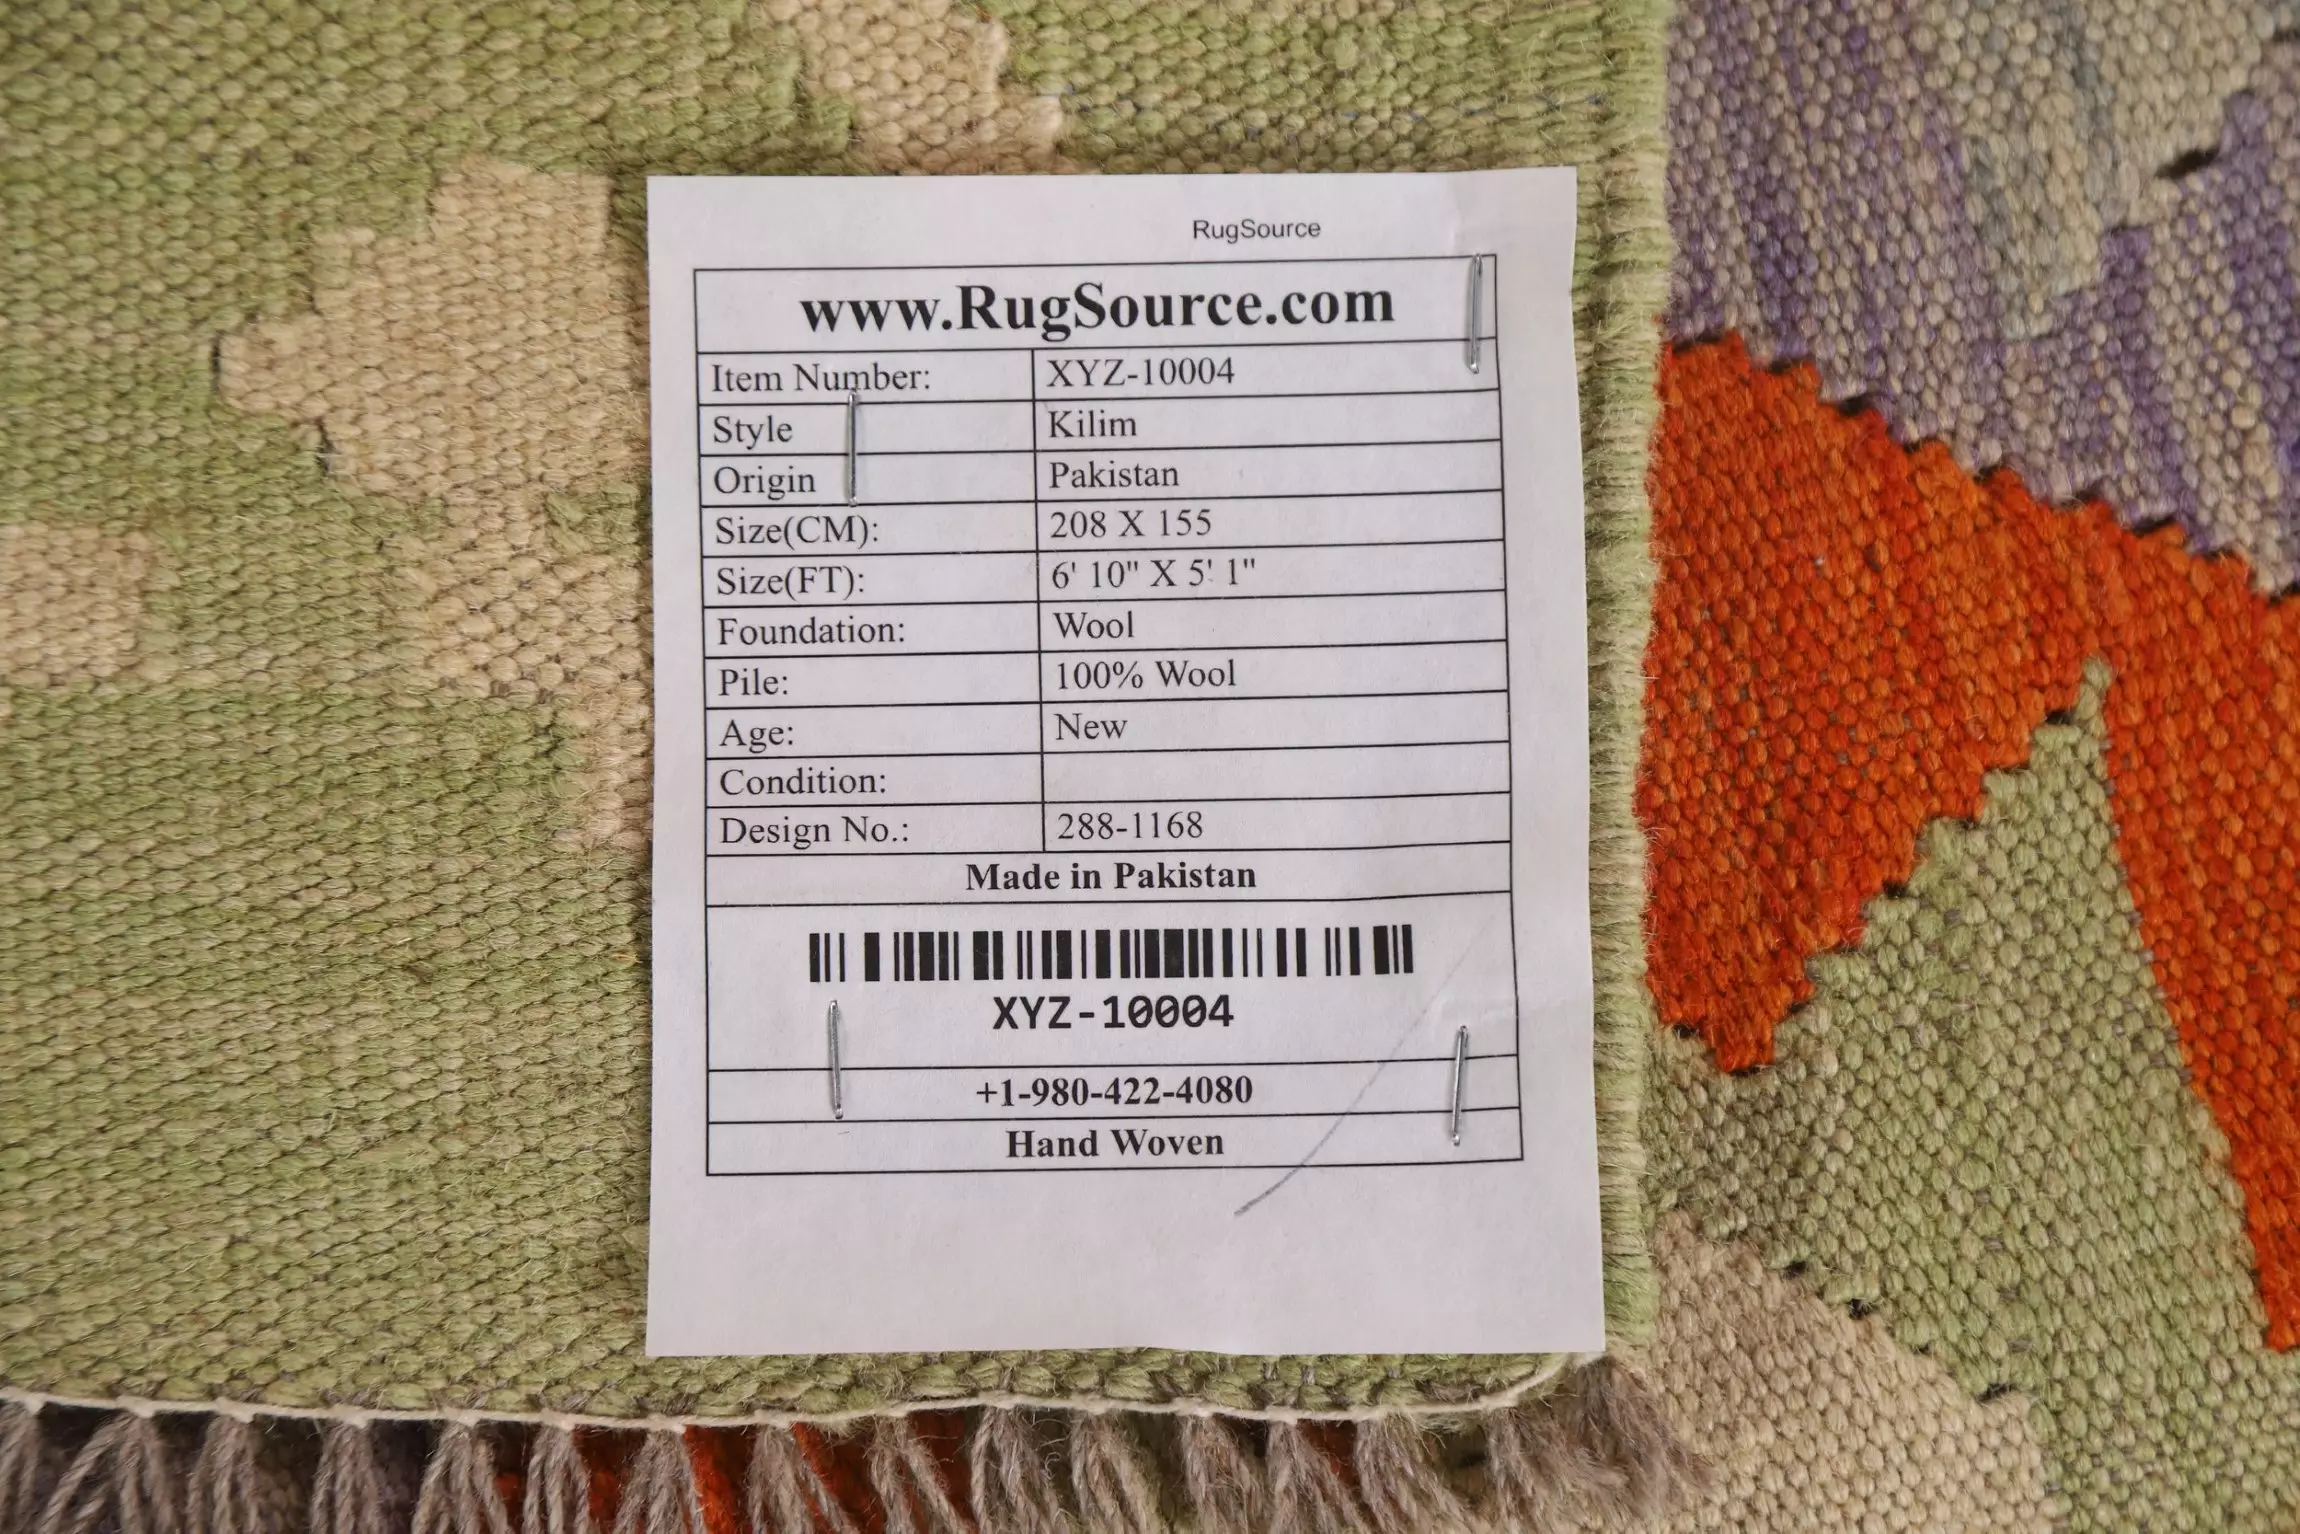 RugSource
www.RugSource.com
Item Number: XYZ-10004
Style Kilim
Origin Pakistan
Size(CM): 208 X 155
Size(FT): 6' 10" X 5' 1"
Foundation: Wool
Pile: 100% Wool
Age: New
Condition:
Design No.: 288-1168
Made in Pakistan
XYZ-10004
+1-980-422-4080
Hand Woven